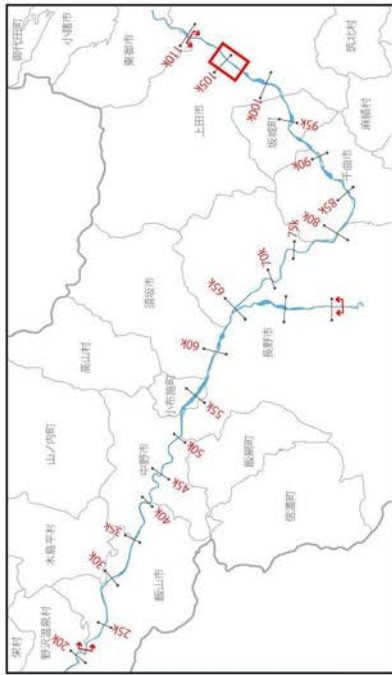 御代田町
小諸市
東御市
110k
105k
上田市
100k
筑北村
麻績村
坂城町
95k
90k
千曲市
85k
80k
75k
70k
65k
須坂市
長野市
60k
高山村
小布施町
55k
50k
飯綱町
信濃町
山ノ内町
中野市
45k
40k
35k
木島平村
30k
飯山市
25k
野沢温泉村
20k
栄村